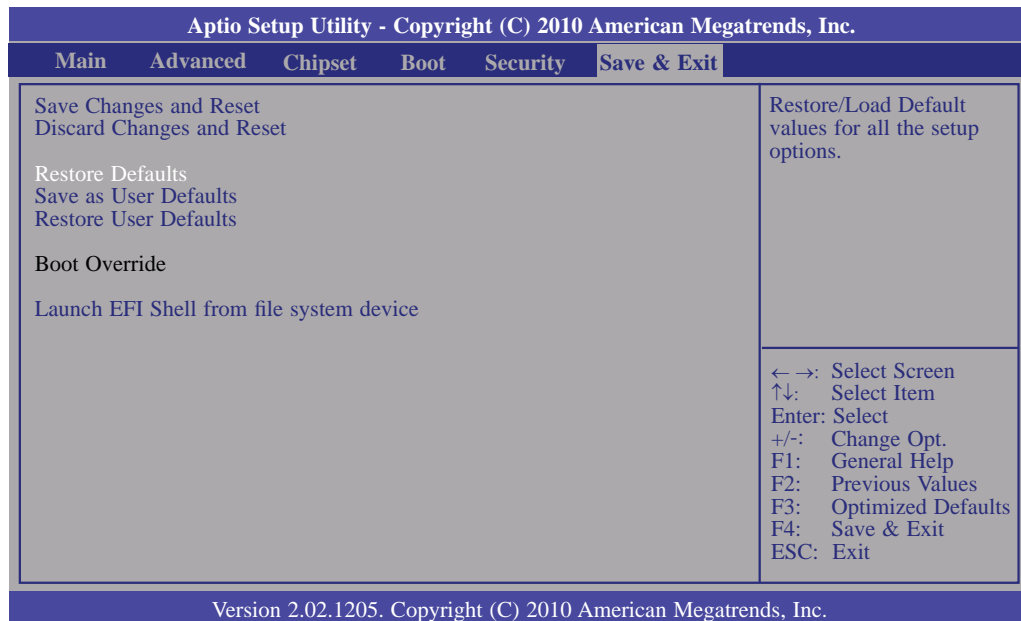 Aptio Setup Utility - Copyright (C) 2010 American Megatrends, Inc.
Main Advanced Chipset Boot Security Save & Exit
Save Changes and Reset
Discard Changes and Reset
Restore Defaults
Save as User Defaults
Restore User Defaults
Boot Override
Launch EFI Shell from file system device
Restore/Load Default
values for all the setup
options.
← →: Select Screen
↑↓: Select Item
Enter: Select
+/-: Change Opt.
F1: General Help
F2: Previous Values
F3: Optimized Defaults
F4: Save & Exit
ESC: Exit
Version 2.02.1205. Copyright (C) 2010 American Megatrends, Inc.